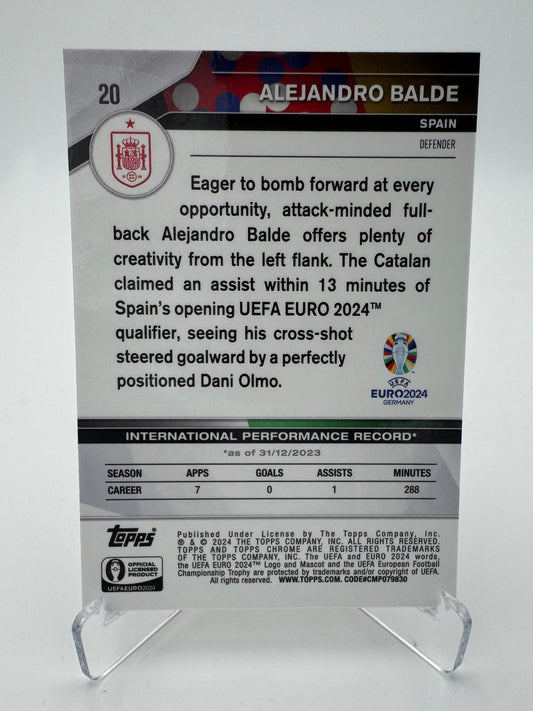 20
ALEJANDRO BALDE
SPAIN
DEFENDER
Eager to bomb forward at every
opportunity, attack-minded full-
back Alejandro Balde offers plenty of
creativity from the left flank. The Catalan
claimed an assist within 13 minutes of
Spain's opening UEFA EURO 2024™
qualifier, seeing his cross-shot
steered goalward by a perfectly
positioned Dani Olmo.
UEFA
EURO2024
GERMANY
INTERNATIONAL PERFORMANCE RECORD*
*as of 31/12/2023
SEASON APPS GOALS ASSISTS MINUTES
CAREER 7 0 1 288
Topps
OFFICIAL
LICENSED
PRODUCT
UEFAEURO2024
Published Under License by The Topps Company, Inc.
® & © 2024 THE TOPPS COMPANY, INC. ALL RIGHTS RESERVED.
TOPPS AND TOPPS CHROME ARE REGISTERED TRADEMARKS
OF THE TOPPS COMPANY, INC. The UEFA and EURO 2024 words,
the UEFA EURO 2024™ Logo and Mascot and the UEFA European Football
Championship Trophy are protected by trademarks and/or copyright of UEFA.
All rights reserved. WWW.TOPPS.COM. CODE#CMP079830